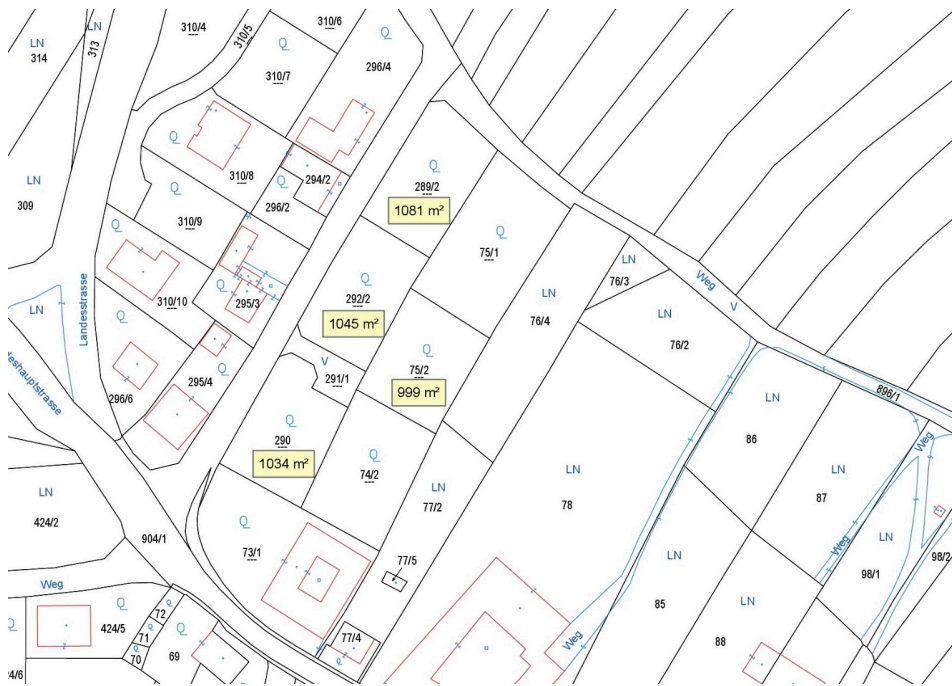 310/4
310/5
310/6
Q
LN
314
LN
313
Q
310/7
296/4
Q
310/8
Q
294/2
Q
296/2
LN
309
Q
310/9
Q
289/2
1081 m²
Q
75/1
LN
76/3
Weg
V
Q
310/10
Q
295/3
Q
292/2
1045 m²
LN
76/4
LN
76/2
Landesstrasse
LN
Q
296/6
295/4
Q
V
291/1
Q
75/2
999 m²
896/1
deshauptstrasse
LN
86
Weg
Q
290
1034 m²
Q
74/2
LN
77/2
LN
78
LN
87
LN
424/2
904/1
Q
73/1
77/5
LN
85
Weg
LN
98/1
98/2
Weg
Q
Q
424/5
72
71
70
Q
69
77/4
Weg
LN
88
24/6